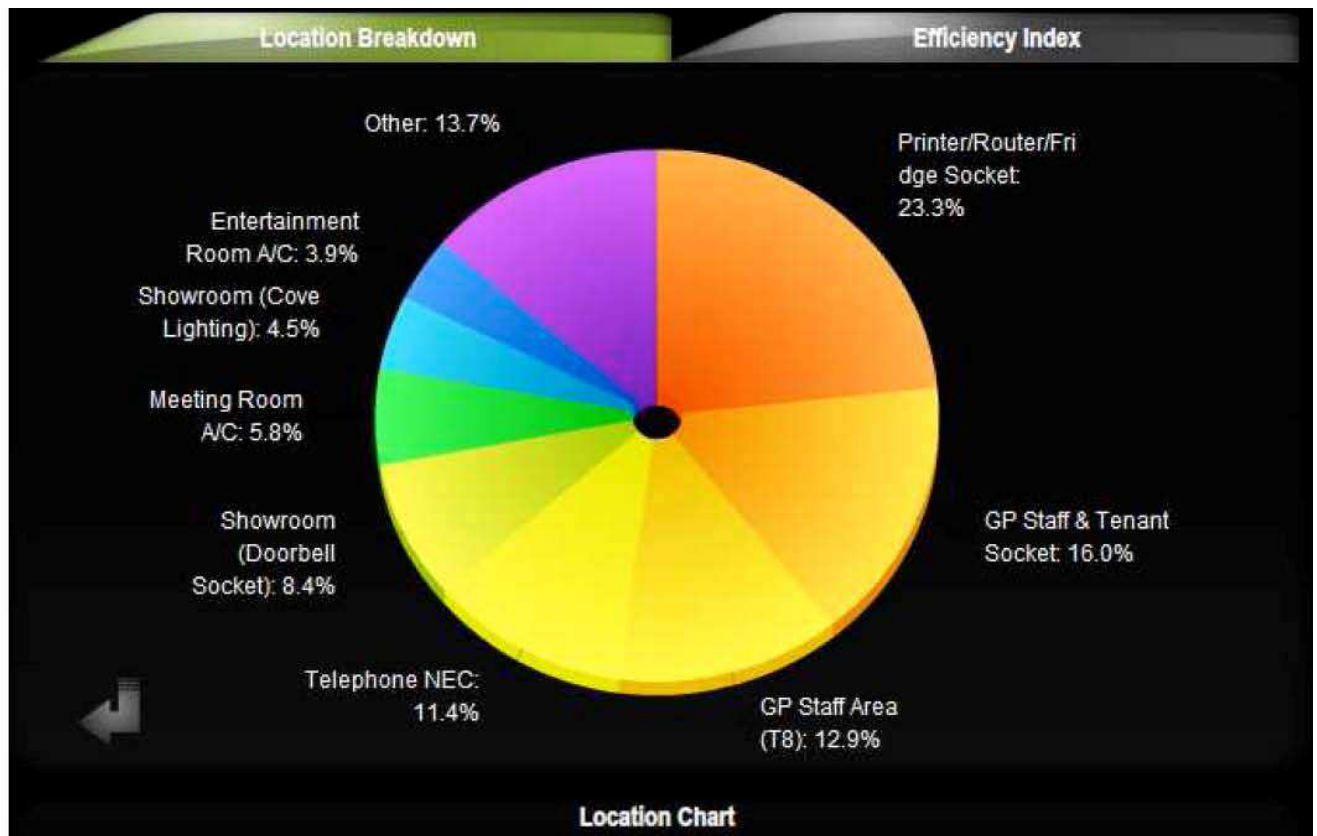 Location Breakdown
Efficiency Index
Other: 13.7%
Printer/Router/Fri
dge Socket:
23.3%
Entertainment
Room A/C: 3.9%
Showroom (Cove
Lighting): 4.5%
Meeting Room
A/C: 5.8%
Showroom
(Doorbell
Socket): 8.4%
GP Staff & Tenant
Socket: 16.0%
Telephone NEC:
11.4%
GP Staff Area
(T8): 12.9%
Location Chart